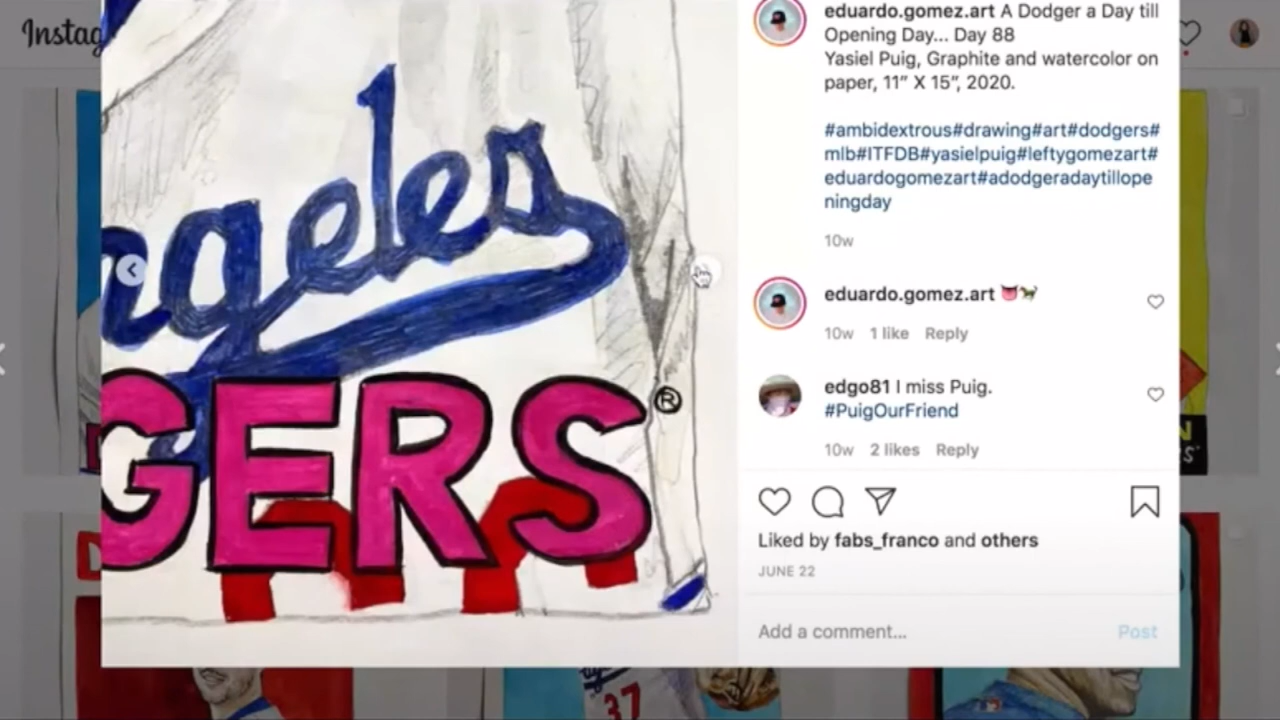 Instag
eduardo.gomez.art A Dodger a Day till
Opening Day... Day 88
Yasiel Puig, Graphite and watercolor on
paper, 11” X 15”, 2020.
#ambidextrous#drawing#art#dodgers#
mlb#ITFDB#yasielpuig#leftygomezart#
eduardogomezart#adodgeradaytillope
ningday
10w
eduardo.gomez.art 👅🐕
10w 1 like Reply
edgo81 I miss Puig.
#PuigOurFriend
10w 2 likes Reply
Liked by fabs_franco and others
JUNE 22
Add a comment... Post
ngeles
GERS®
37